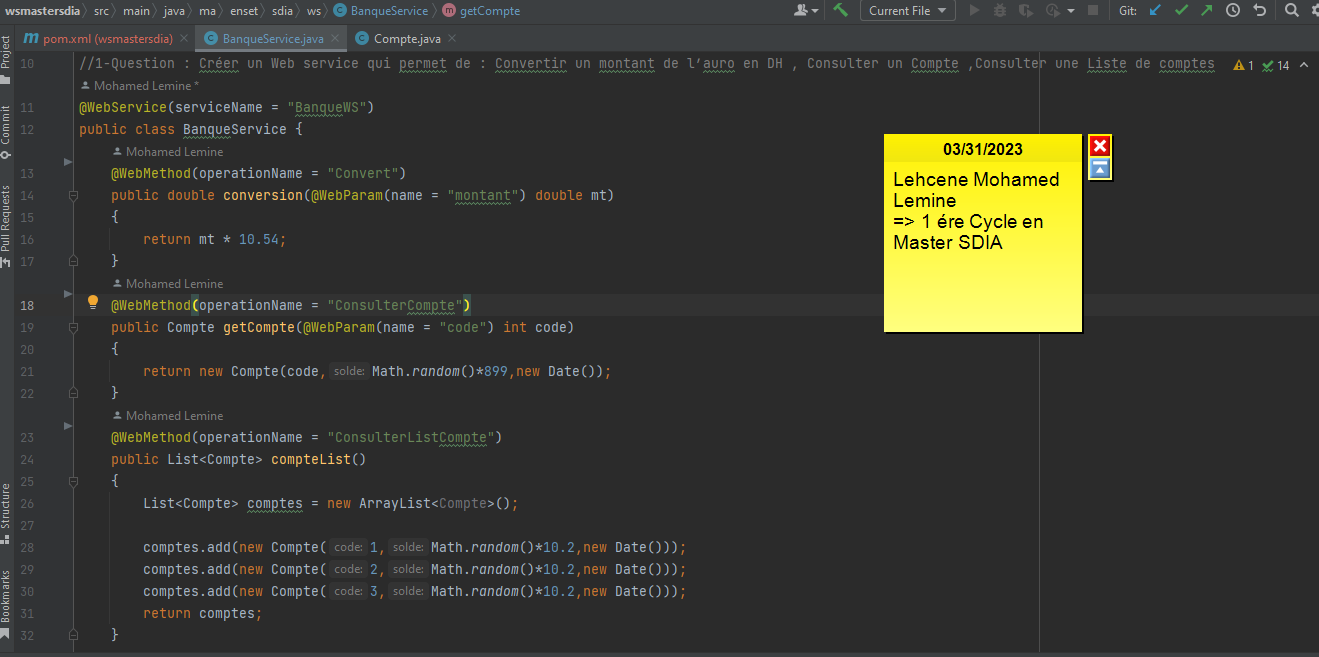 wsmastersdia src main java ma enset sdia ws BanqueService getCompte Current File Git:
pom.xml (wsmastersdia) BanqueService.java Compte.java
Project
Commit
Pull Requests
Structure
Bookmarks
10 //1-Question : Créer un Web service qui permet de : Convertir un montant de l’auro en DH , Consulter un Compte ,Consulter une Liste de comptes 1 14
Mohamed Lemine *
11 @WebService(serviceName = "BanqueWS")
12 public class BanqueService {
Mohamed Lemine
13 @WebMethod(operationName = "Convert")
14 public double conversion(@WebParam(name = "montant") double mt)
15 {
16 return mt * 10.54;
17 }
Mohamed Lemine
18 @WebMethod(operationName = "ConsulterCompte")
19 public Compte getCompte(@WebParam(name = "code") int code)
20 {
21 return new Compte(code, solde: Math.random()*899,new Date());
22 }
Mohamed Lemine
23 @WebMethod(operationName = "ConsulterListCompte")
24 public List<Compte> compteList()
25 {
26 List<Compte> comptes = new ArrayList<Compte>();
27
28 comptes.add(new Compte( code: 1, solde: Math.random()*10.2,new Date()));
29 comptes.add(new Compte( code: 2, solde: Math.random()*10.2,new Date()));
30 comptes.add(new Compte( code: 3, solde: Math.random()*10.2,new Date()));
31 return comptes;
32 }
03/31/2023
Lehcene Mohamed
Lemine
=> 1 ére Cycle en
Master SDIA